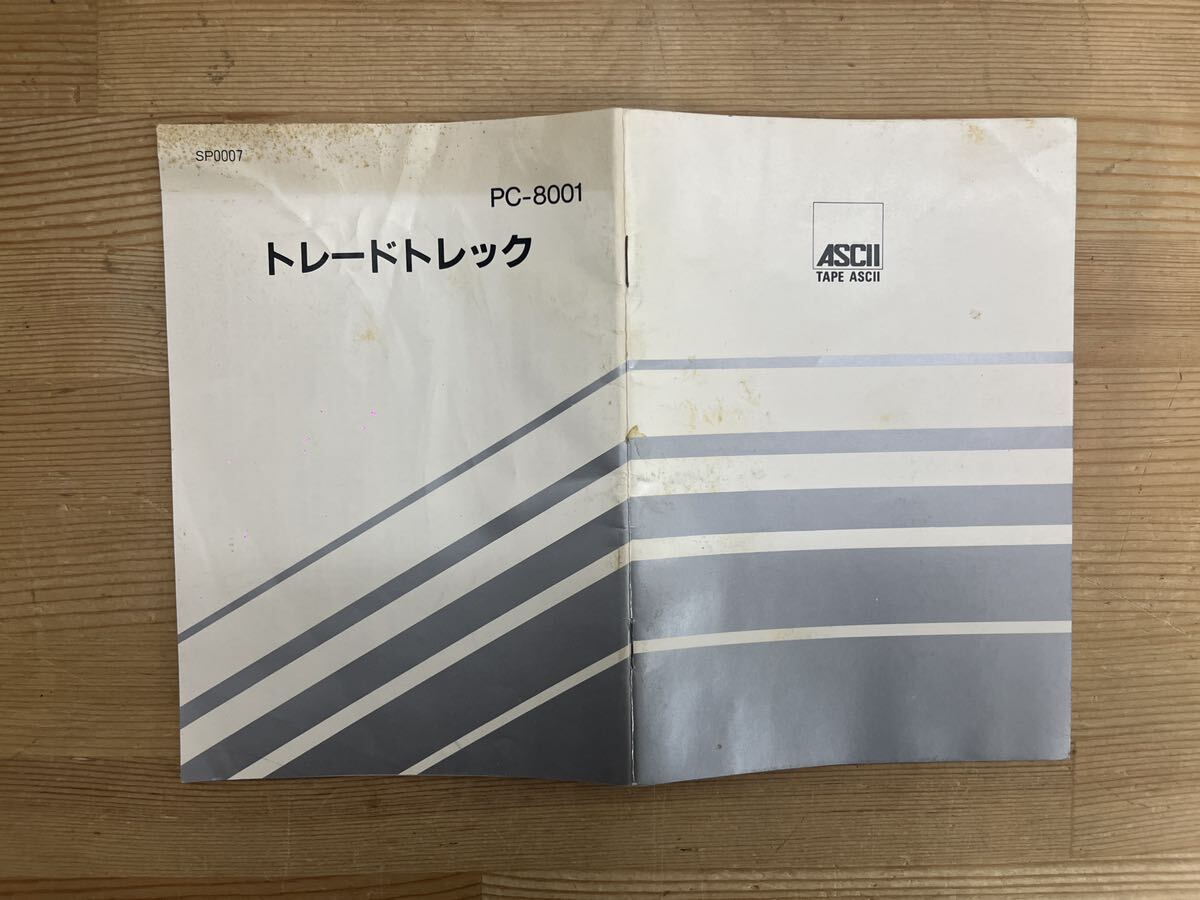 SP0007
PC-8001
トレードトレック
ASCII
TAPE ASCII